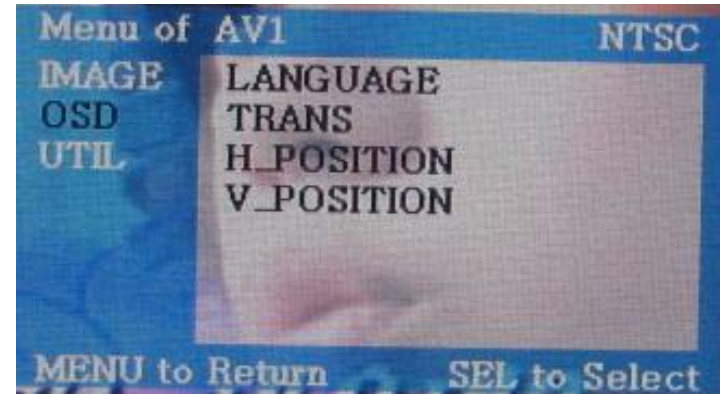 Menu of AV1 NTSC
IMAGE LANGUAGE
OSD TRANS
UTIL H_POSITION
V_POSITION
MENU to Return SEL to Select